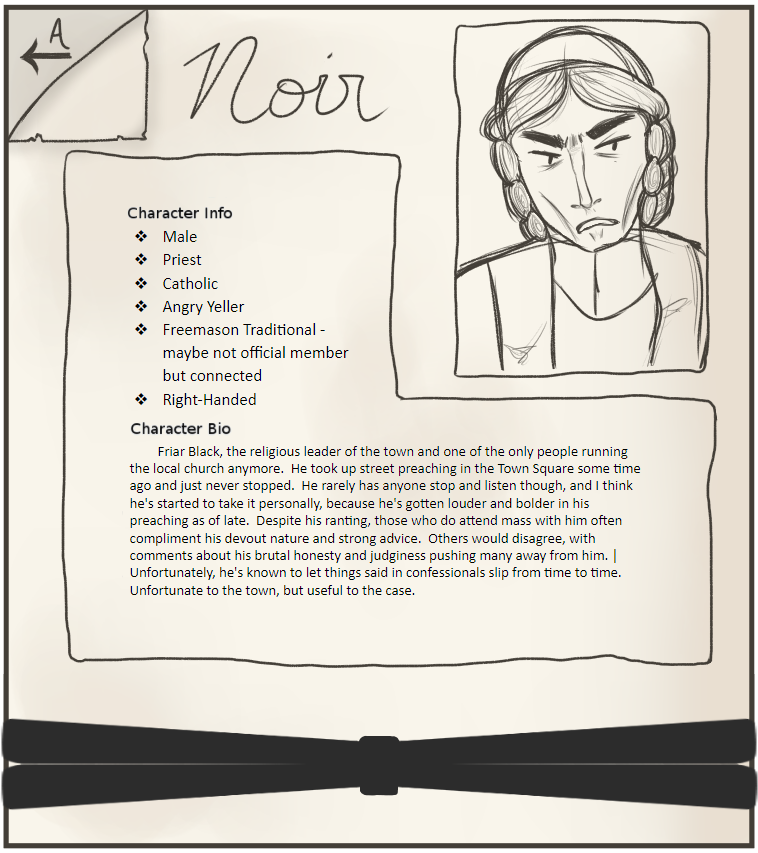 A
Noir
Character Info
❖ Male
❖ Priest
❖ Catholic
❖ Angry Yeller
❖ Freemason Traditional -
maybe not official member
but connected
❖ Right-Handed
Character Bio
Friar Black, the religious leader of the town and one of the only people running
the local church anymore. He took up street preaching in the Town Square some time
ago and just never stopped. He rarely has anyone stop and listen though, and I think
he's started to take it personally, because he's gotten louder and bolder in his
preaching as of late. Despite his ranting, those who do attend mass with him often
compliment his devout nature and strong advice. Others would disagree, with
comments about his brutal honesty and judginess pushing many away from him. |
Unfortunately, he's known to let things said in confessionals slip from time to time.
Unfortunate to the town, but useful to the case.